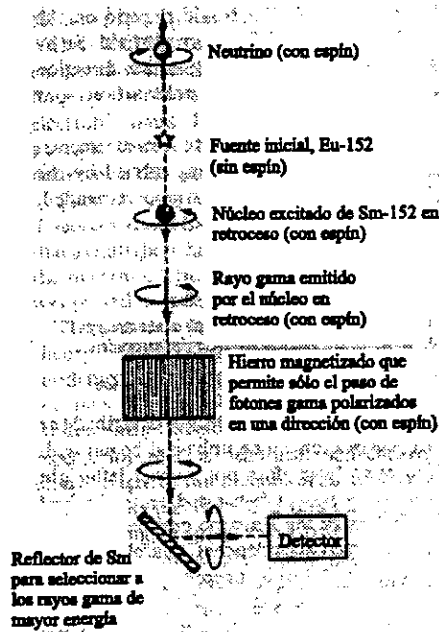 Neutrino (con espín)
Fuente inicial, Eu-152
(sin espín)
Núcleo excitado de Sm-152 en
retroceso (con espín)
Rayo gama emitido
por el núcleo en
retroceso (con espín)
Hierro magnetizado que
permite sólo el paso de
fotones gama polarizados
en una dirección (con espín)
Detector
Reflector de Sm
para seleccionar a
los rayos gama de
mayor energía